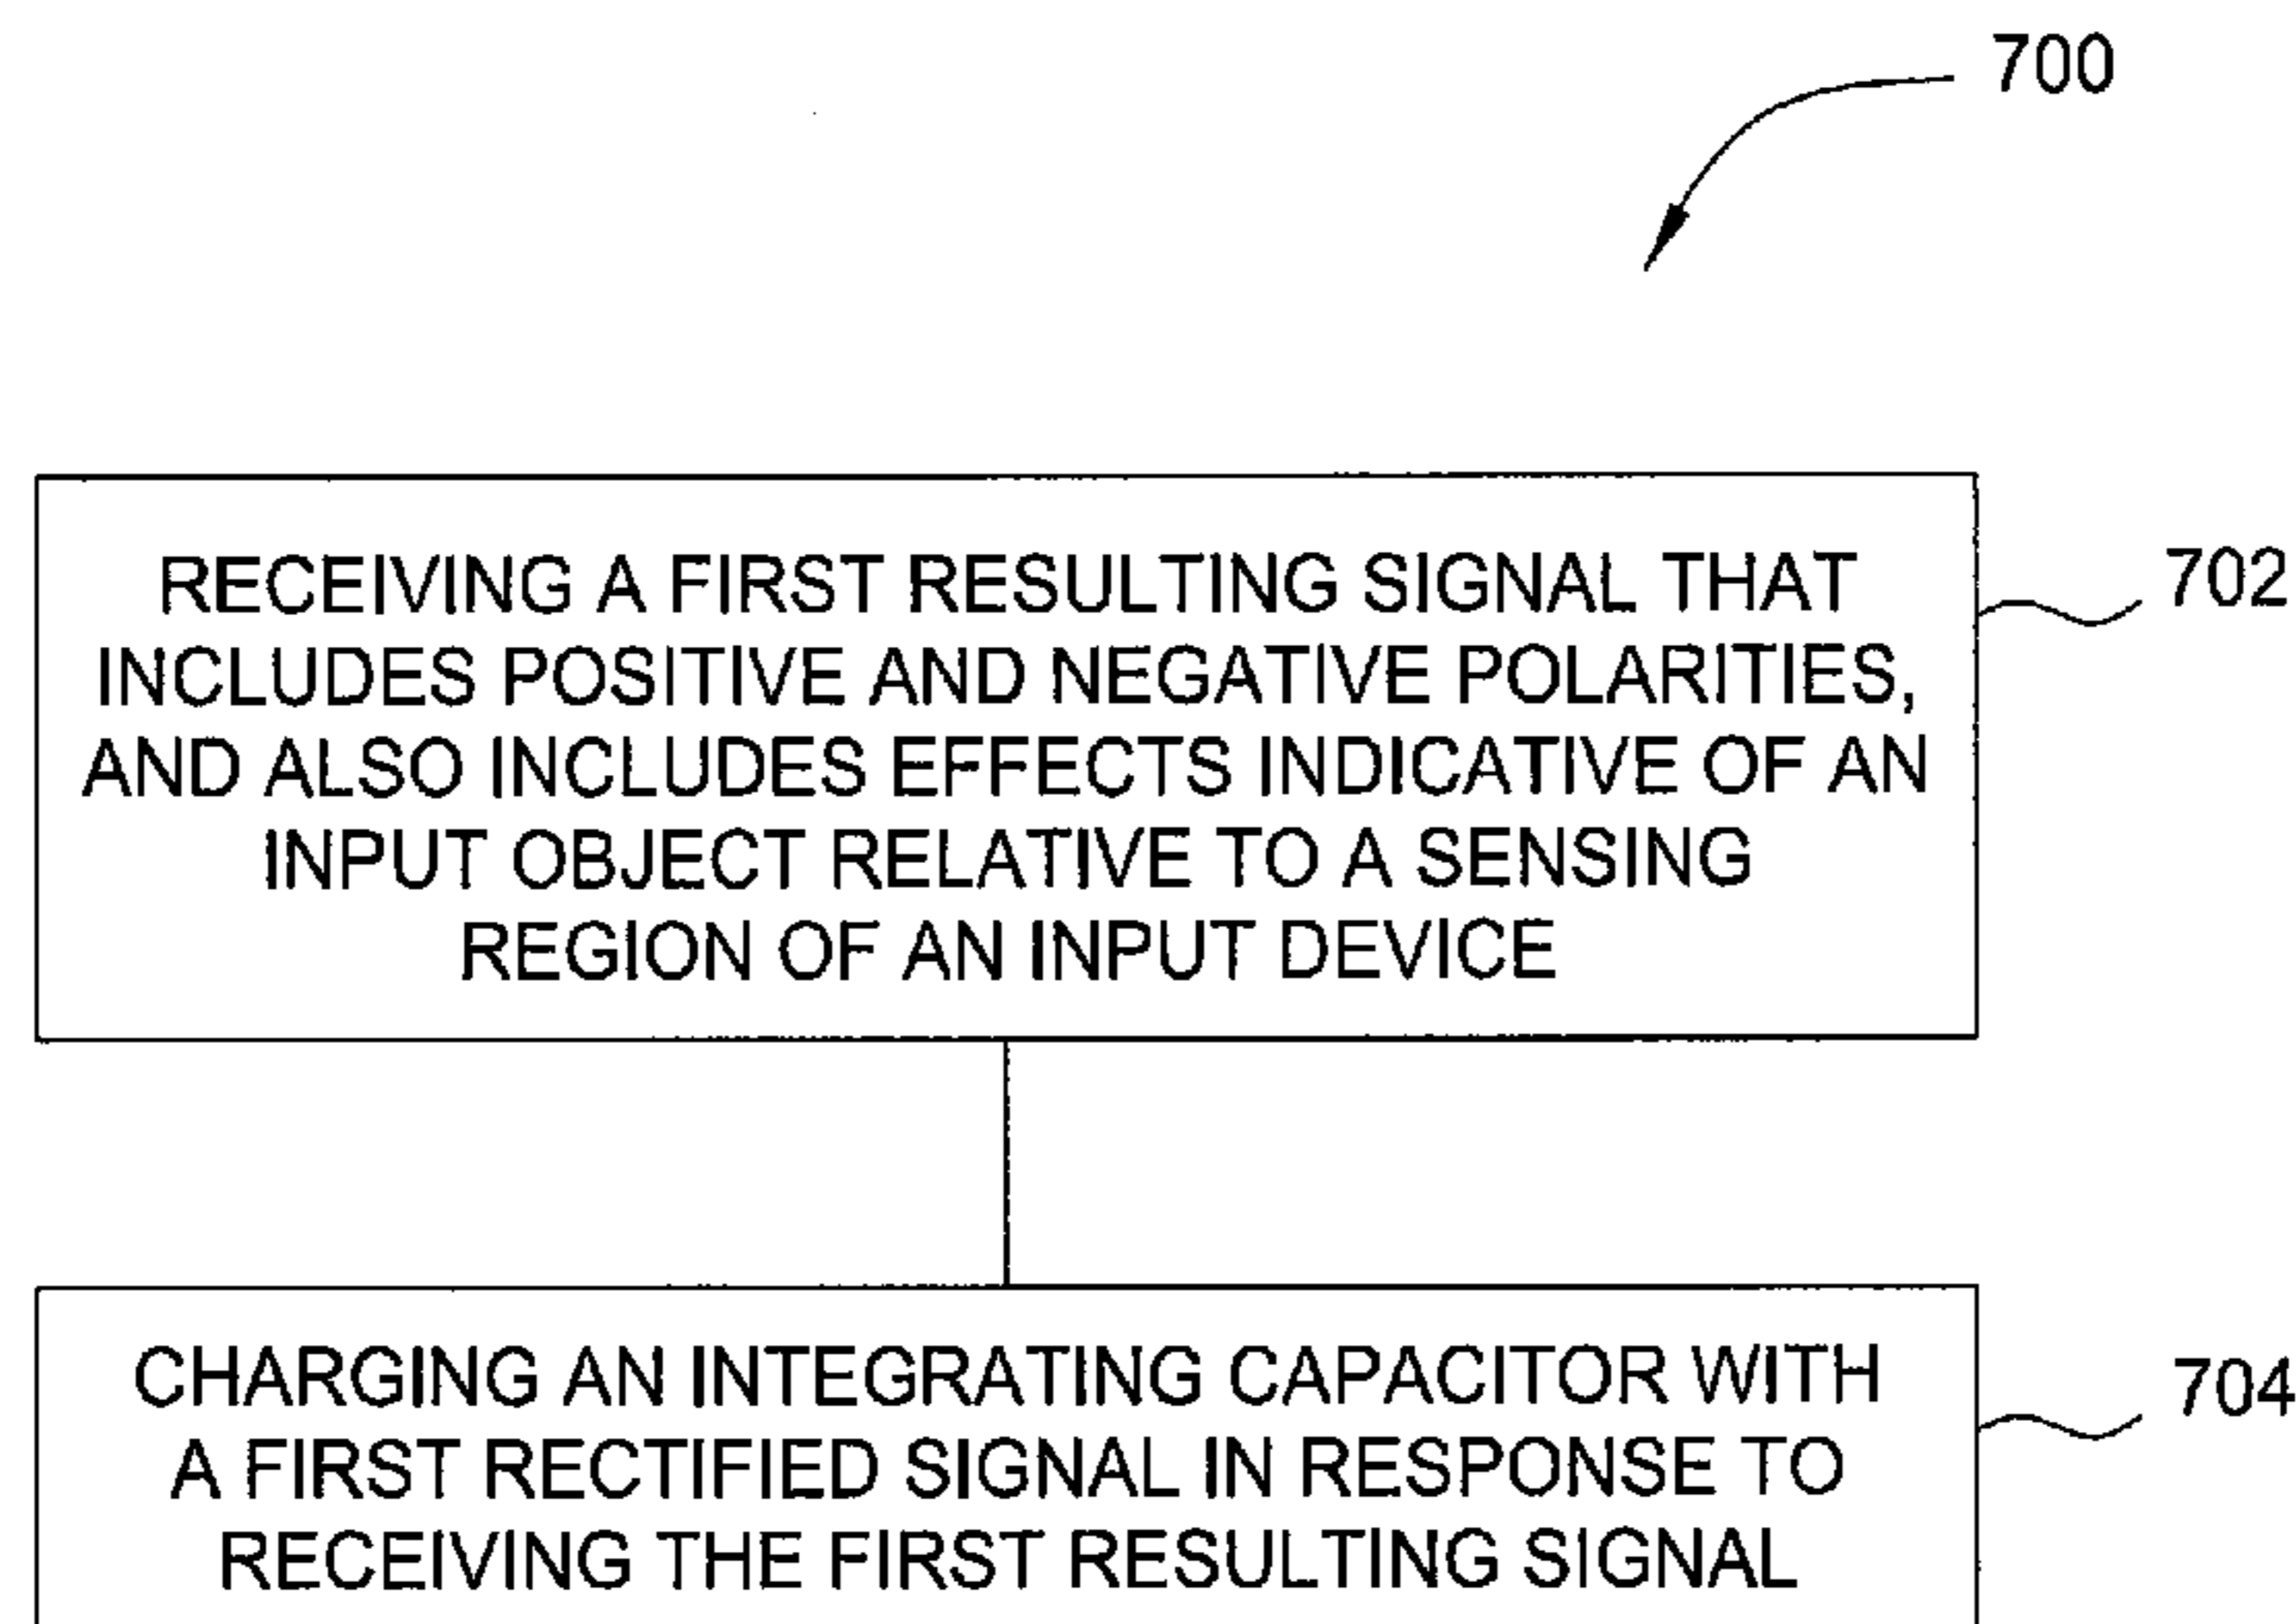 700
RECEIVING A FIRST RESULTING SIGNAL THAT
INCLUDES POSITIVE AND NEGATIVE POLARITIES,
AND ALSO INCLUDES EFFECTS INDICATIVE OF AN
INPUT OBJECT RELATIVE TO A SENSING
REGION OF AN INPUT DEVICE
702
CHARGING AN INTEGRATING CAPACITOR WITH
A FIRST RECTIFIED SIGNAL IN RESPONSE TO
RECEIVING THE FIRST RESULTING SIGNAL
704